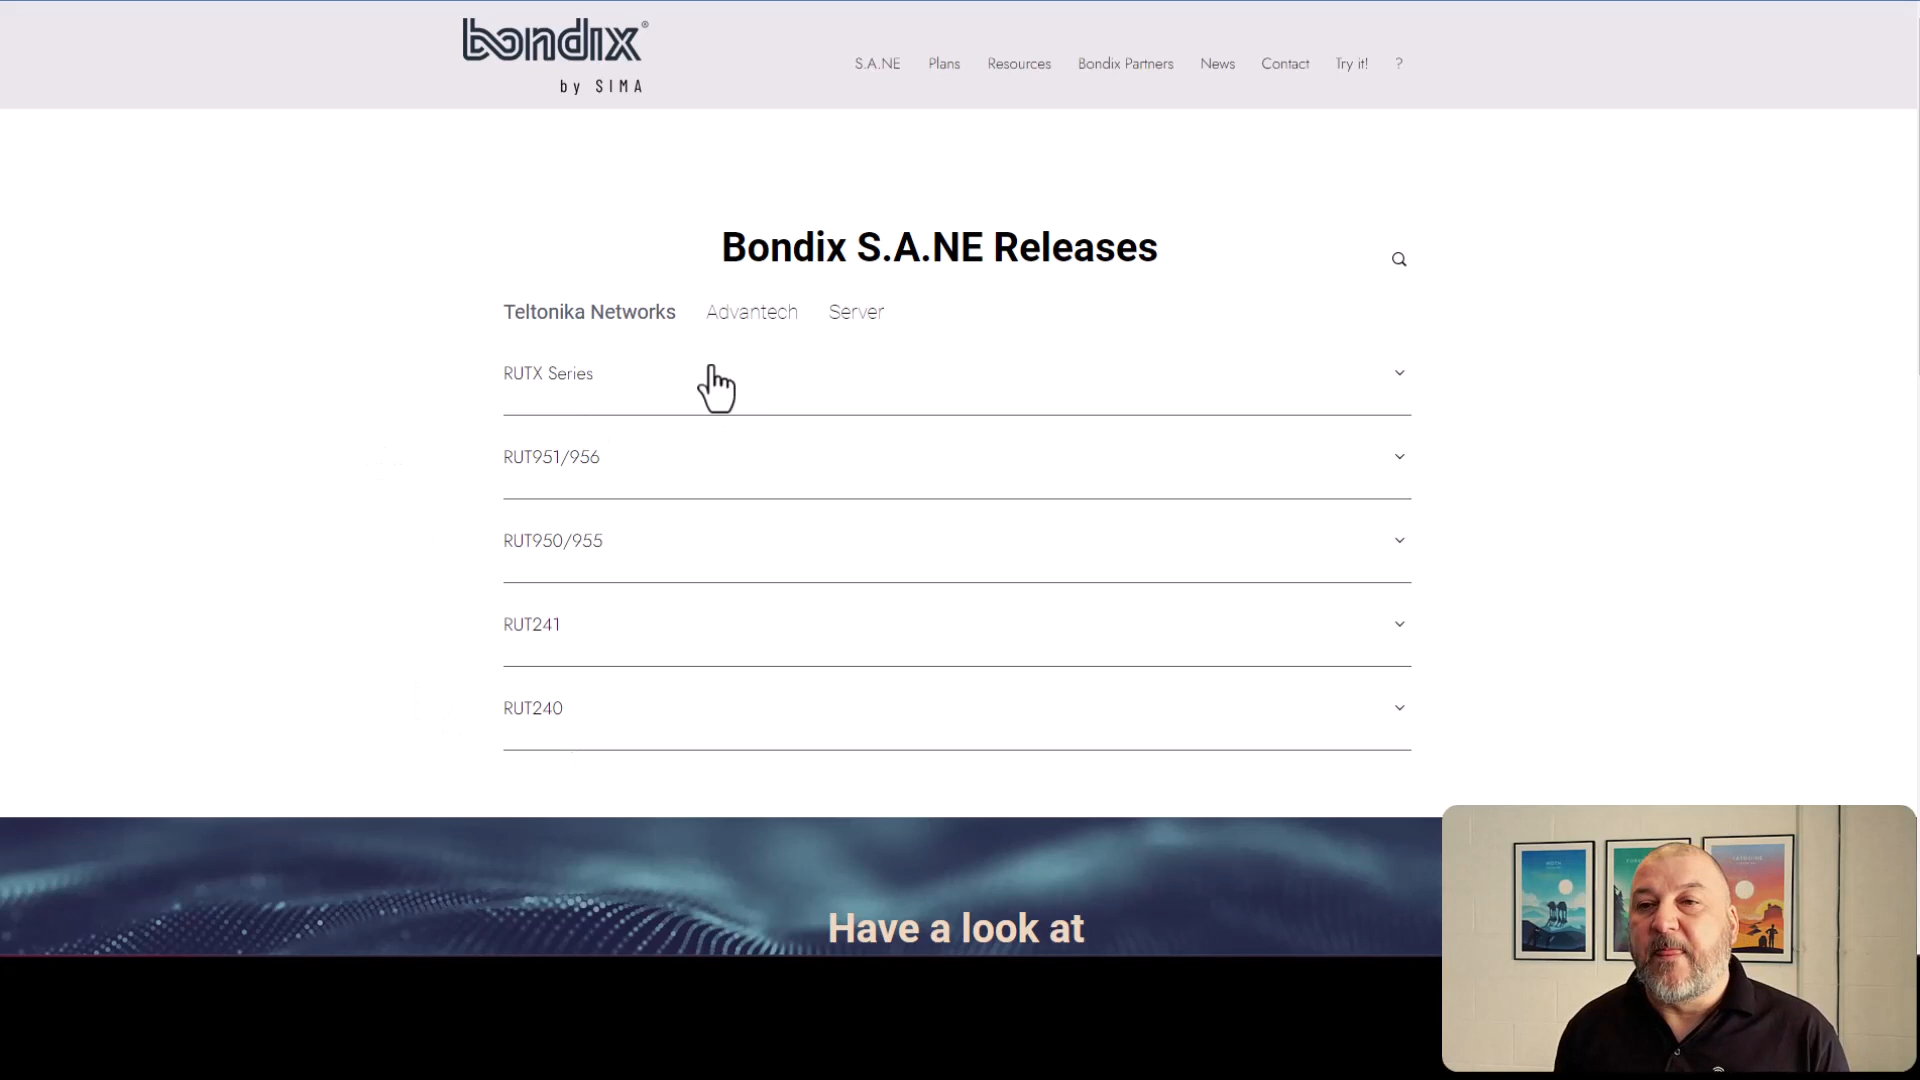 bondix®
by SIMA
S.A.NE Plans Resources Bondix Partners News Contact Try it! ?
Bondix S.A.NE Releases
Teltonika Networks Advantech Server
RUTX Series
RUT951/956
RUT950/955
RUT241
RUT240
Have a look at